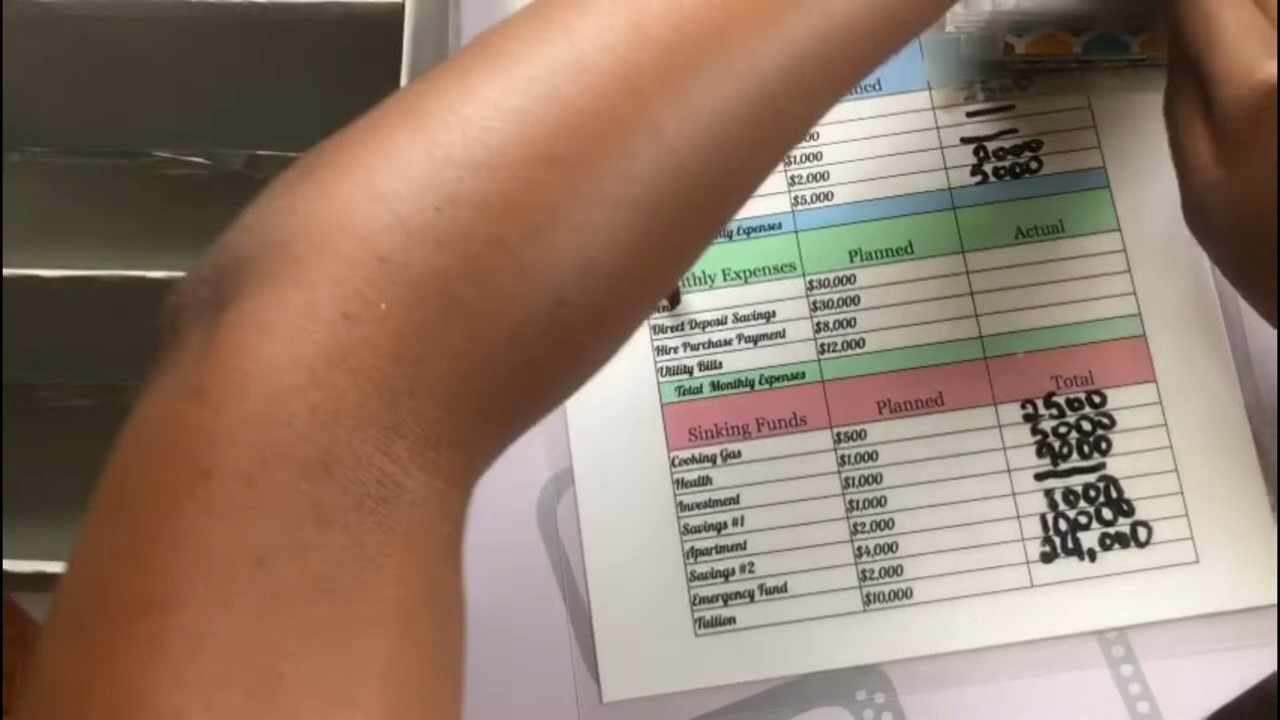 $1,000
$2,000 2000
$5,000 5000
Expenses
Expenses Planned Actual
$30,000
Direct Deposit Savings $30,000
Hire Purchase Payment $8,000
Utility Bills $12,000
Total Monthly Expenses
Sinking Funds Planned Total
Cooking Gas $500 2500
Health $1,000 5000
Investment $1,000 9000
Savings #1 $1,000
Apartment $2,000
Savings #2 $4,000 10000
Emergency Fund $2,000 24,000
Tuition $10,000